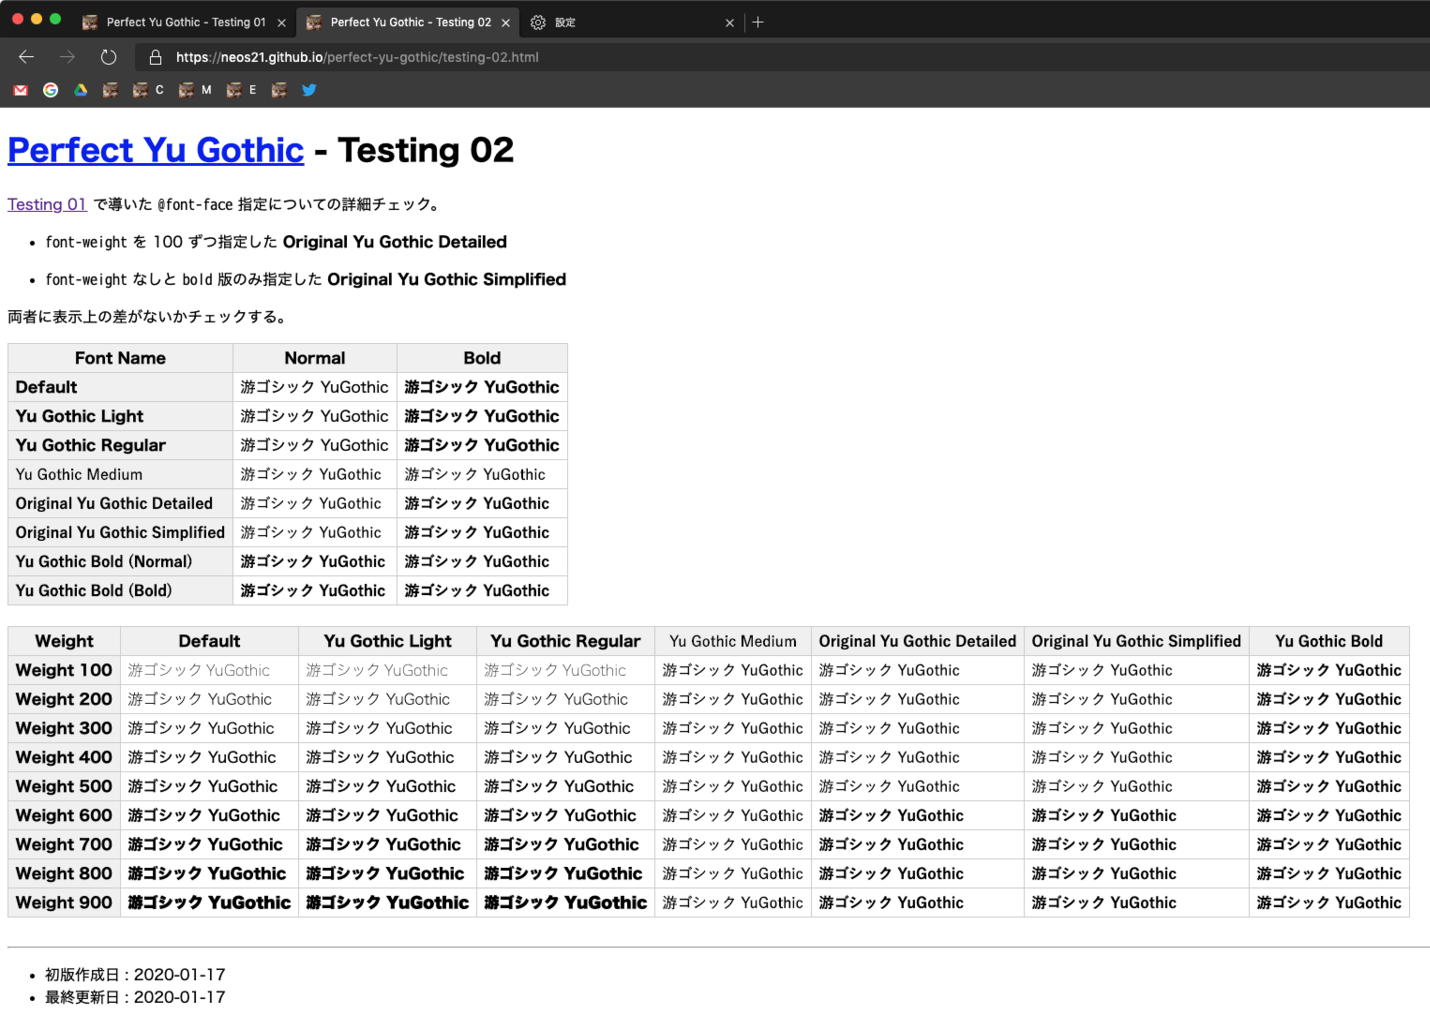 Perfect Yu Gothic - Testing 01
Perfect Yu Gothic - Testing 02
設定
https://neos21.github.io/perfect-yu-gothic/testing-02.html
C
M
E
Perfect Yu Gothic - Testing 02
Testing 01 で導いた @font-face 指定についての詳細チェック。
font-weight を 100 ずつ指定した Original Yu Gothic Detailed
font-weight なしと bold 版のみ指定した Original Yu Gothic Simplified
両者に表示上の差がないかチェックする。
Font Name Normal Bold
Default 游ゴシック YuGothic 游ゴシック YuGothic
Yu Gothic Light 游ゴシック YuGothic 游ゴシック YuGothic
Yu Gothic Regular 游ゴシック YuGothic 游ゴシック YuGothic
Yu Gothic Medium 游ゴシック YuGothic 游ゴシック YuGothic
Original Yu Gothic Detailed 游ゴシック YuGothic 游ゴシック YuGothic
Original Yu Gothic Simplified 游ゴシック YuGothic 游ゴシック YuGothic
Yu Gothic Bold (Normal) 游ゴシック YuGothic 游ゴシック YuGothic
Yu Gothic Bold (Bold) 游ゴシック YuGothic 游ゴシック YuGothic
Weight Default Yu Gothic Light Yu Gothic Regular Yu Gothic Medium Original Yu Gothic Detailed Original Yu Gothic Simplified Yu Gothic Bold
Weight 100 游ゴシック YuGothic 游ゴシック YuGothic 游ゴシック YuGothic 游ゴシック YuGothic 游ゴシック YuGothic 游ゴシック YuGothic 游ゴシック YuGothic
Weight 200 游ゴシック YuGothic 游ゴシック YuGothic 游ゴシック YuGothic 游ゴシック YuGothic 游ゴシック YuGothic 游ゴシック YuGothic 游ゴシック YuGothic
Weight 300 游ゴシック YuGothic 游ゴシック YuGothic 游ゴシック YuGothic 游ゴシック YuGothic 游ゴシック YuGothic 游ゴシック YuGothic 游ゴシック YuGothic
Weight 400 游ゴシック YuGothic 游ゴシック YuGothic 游ゴシック YuGothic 游ゴシック YuGothic 游ゴシック YuGothic 游ゴシック YuGothic 游ゴシック YuGothic
Weight 500 游ゴシック YuGothic 游ゴシック YuGothic 游ゴシック YuGothic 游ゴシック YuGothic 游ゴシック YuGothic 游ゴシック YuGothic 游ゴシック YuGothic
Weight 600 游ゴシック YuGothic 游ゴシック YuGothic 游ゴシック YuGothic 游ゴシック YuGothic 游ゴシック YuGothic 游ゴシック YuGothic 游ゴシック YuGothic
Weight 700 游ゴシック YuGothic 游ゴシック YuGothic 游ゴシック YuGothic 游ゴシック YuGothic 游ゴシック YuGothic 游ゴシック YuGothic 游ゴシック YuGothic
Weight 800 游ゴシック YuGothic 游ゴシック YuGothic 游ゴシック YuGothic 游ゴシック YuGothic 游ゴシック YuGothic 游ゴシック YuGothic 游ゴシック YuGothic
Weight 900 游ゴシック YuGothic 游ゴシック YuGothic 游ゴシック YuGothic 游ゴシック YuGothic 游ゴシック YuGothic 游ゴシック YuGothic 游ゴシック YuGothic
初版作成日 : 2020-01-17
最終更新日 : 2020-01-17